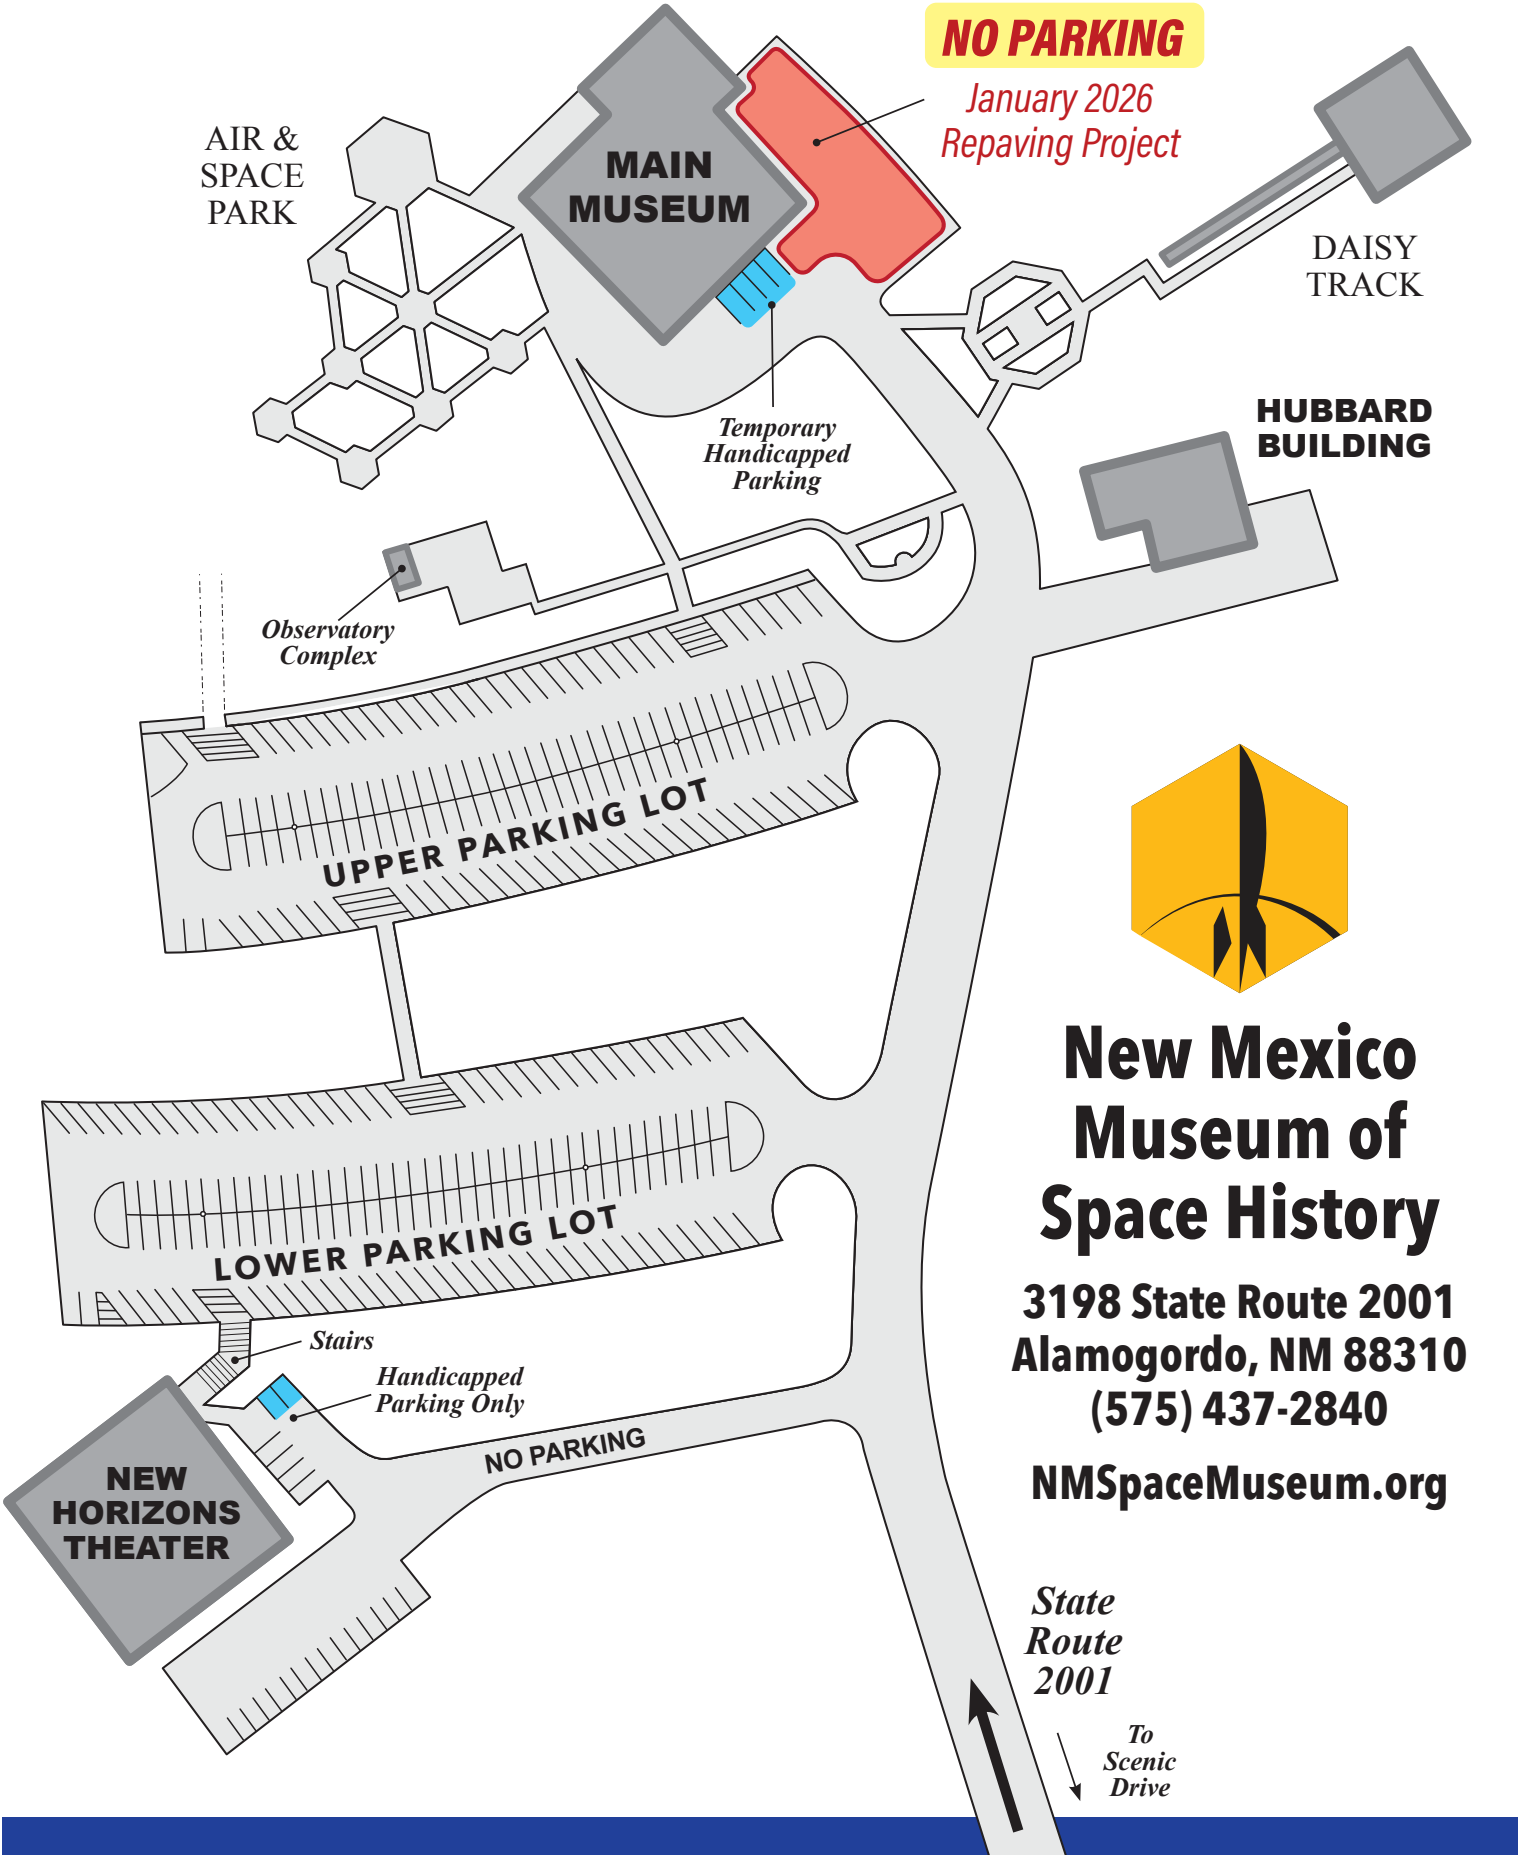 NO PARKING
January 2026
Repaving Project
AIR &
SPACE
PARK
MAIN
MUSEUM
DAISY
TRACK
HUBBARD
BUILDING
Temporary
Handicapped
Parking
Observatory
Complex
UPPER PARKING LOT
New Mexico
Museum of
Space History
3198 State Route 2001
Alamogordo, NM 88310
(575) 437-2840
NMSpaceMuseum.org
LOWER PARKING LOT
Stairs
Handicapped
Parking Only
NO PARKING
NEW
HORIZONS
THEATER
State
Route
2001
To
Scenic
Drive